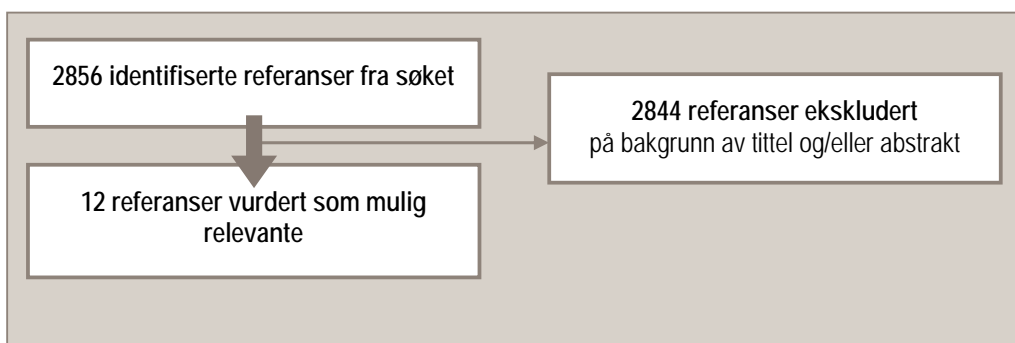 2856 identifiserte referanser fra søket
2844 referanser ekskludert
på bakgrunn av tittel og/eller abstrakt
12 referanser vurdert som mulig
relevante